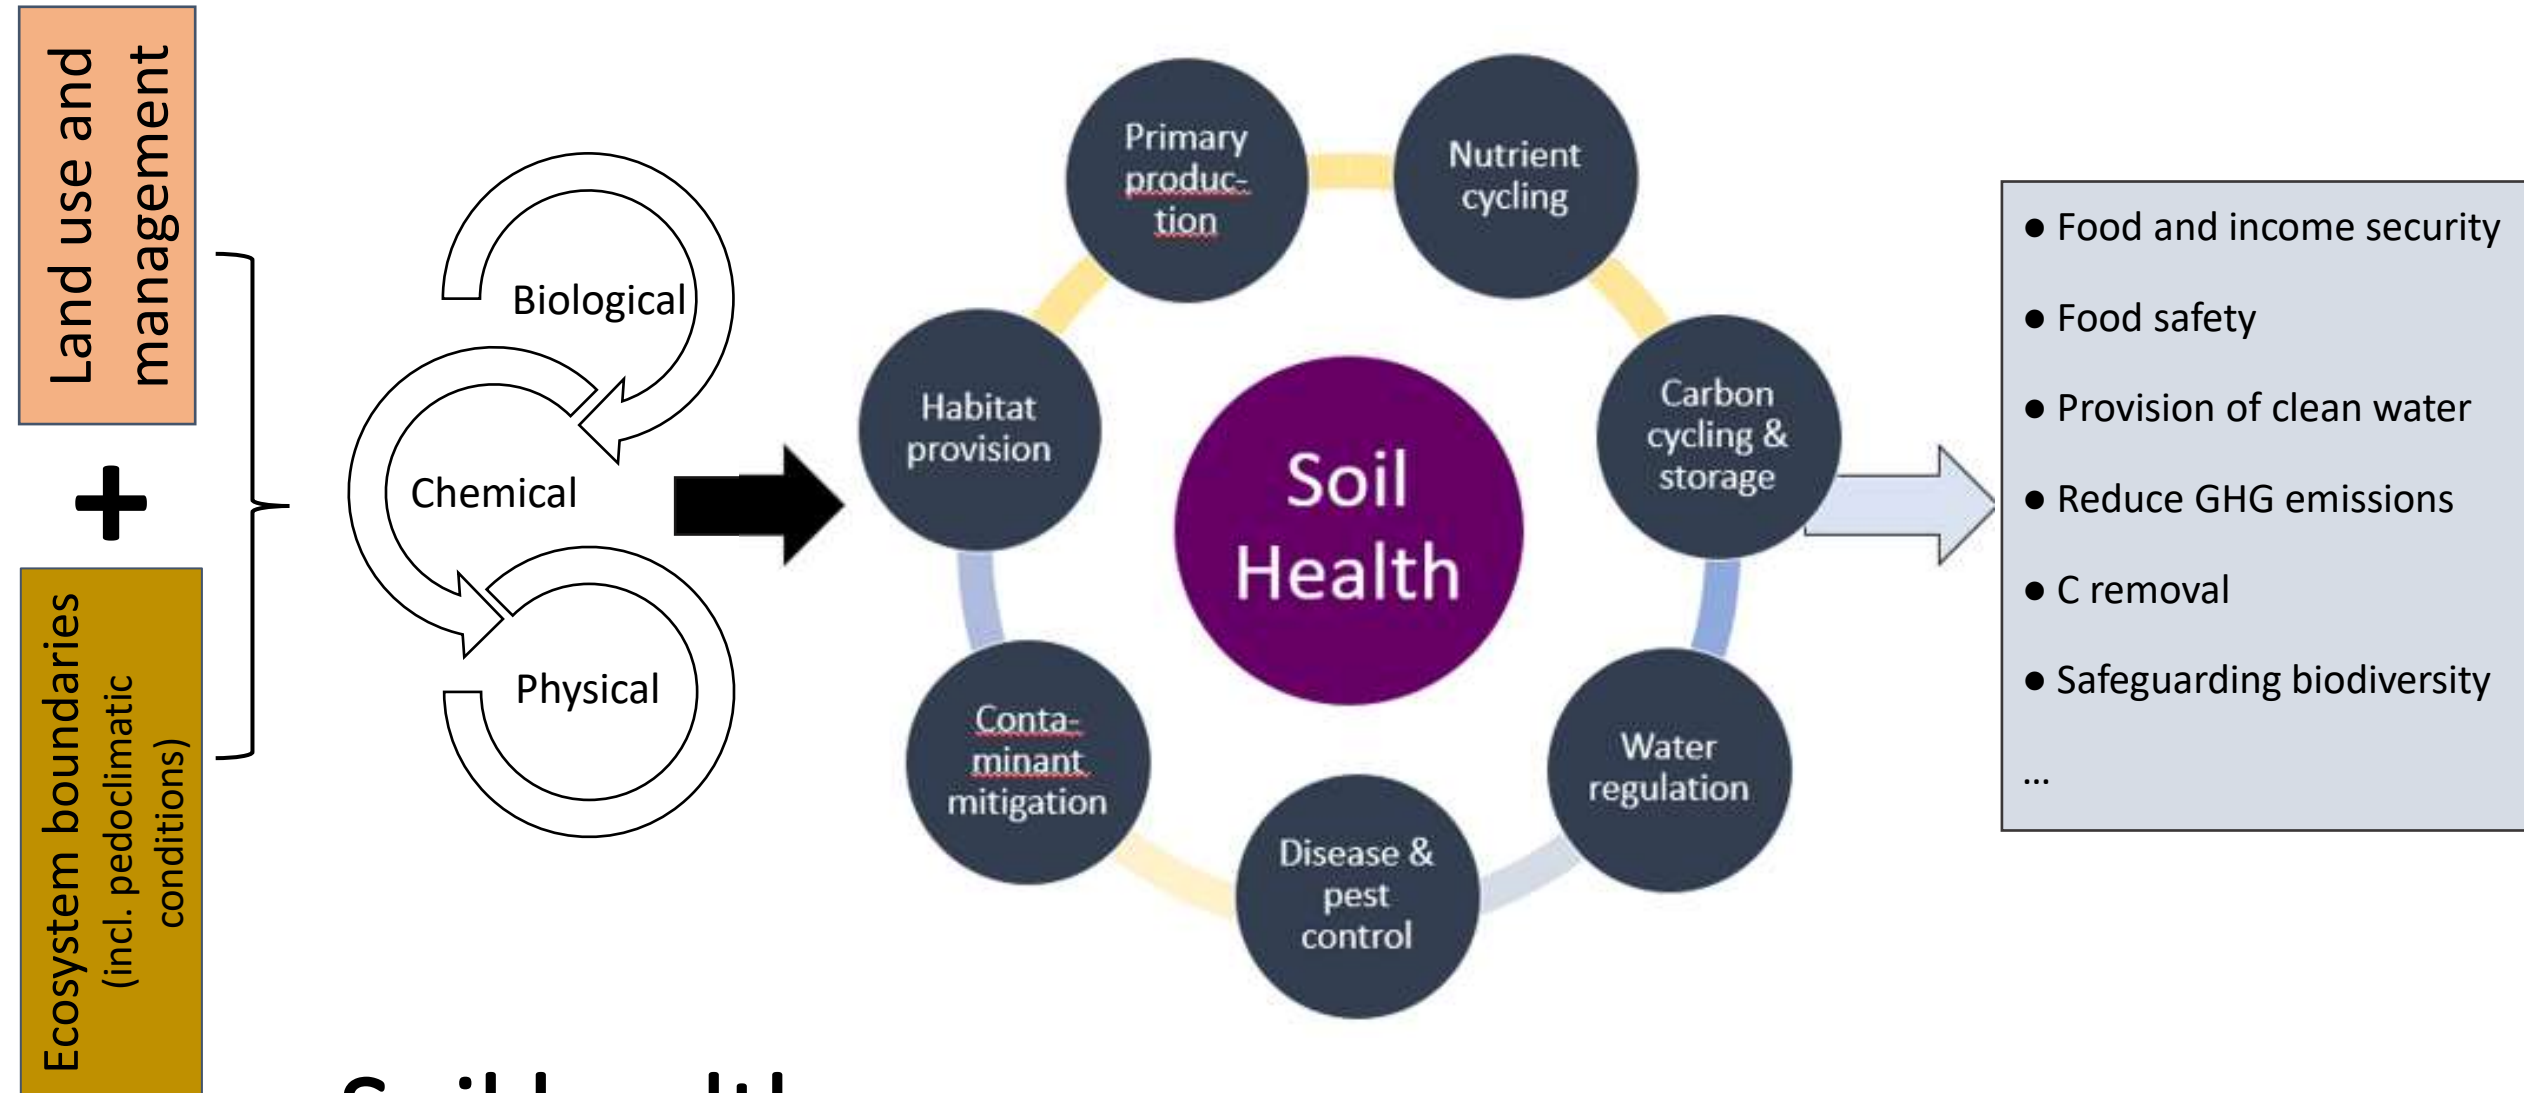 Land use and
management
+
Ecosystem boundaries
(incl. pedoclimatic
conditions)
Biological
Chemical
Physical
Primary
produc-
tion
Nutrient
cycling
Habitat
provision
Carbon
cycling &
storage
Soil
Health
Conta-
minant
mitigation
Water
regulation
Disease &
pest
control
● Food and income security
● Food safety
● Provision of clean water
● Reduce GHG emissions
● C removal
● Safeguarding biodiversity
...